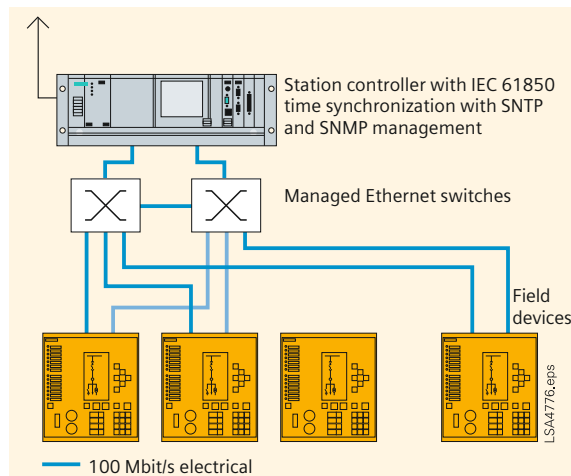 Station controller with IEC 61850
time synchronization with SNTP
and SNMP management
Managed Ethernet switches
Field
devices
LSA4776.eps
100 Mbit/s electrical